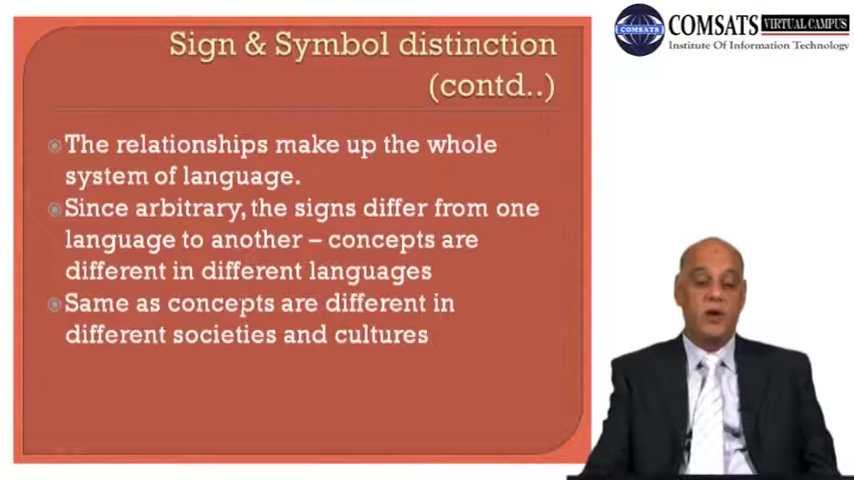 Sign & Symbol distinction
(contd..)
The relationships make up the whole
system of language.
Since arbitrary, the signs differ from one
language to another – concepts are
different in different languages
Same as concepts are different in
different societies and cultures
COMSATS
COMSATS VIRTUAL CAMPUS
Institute Of Information Technology